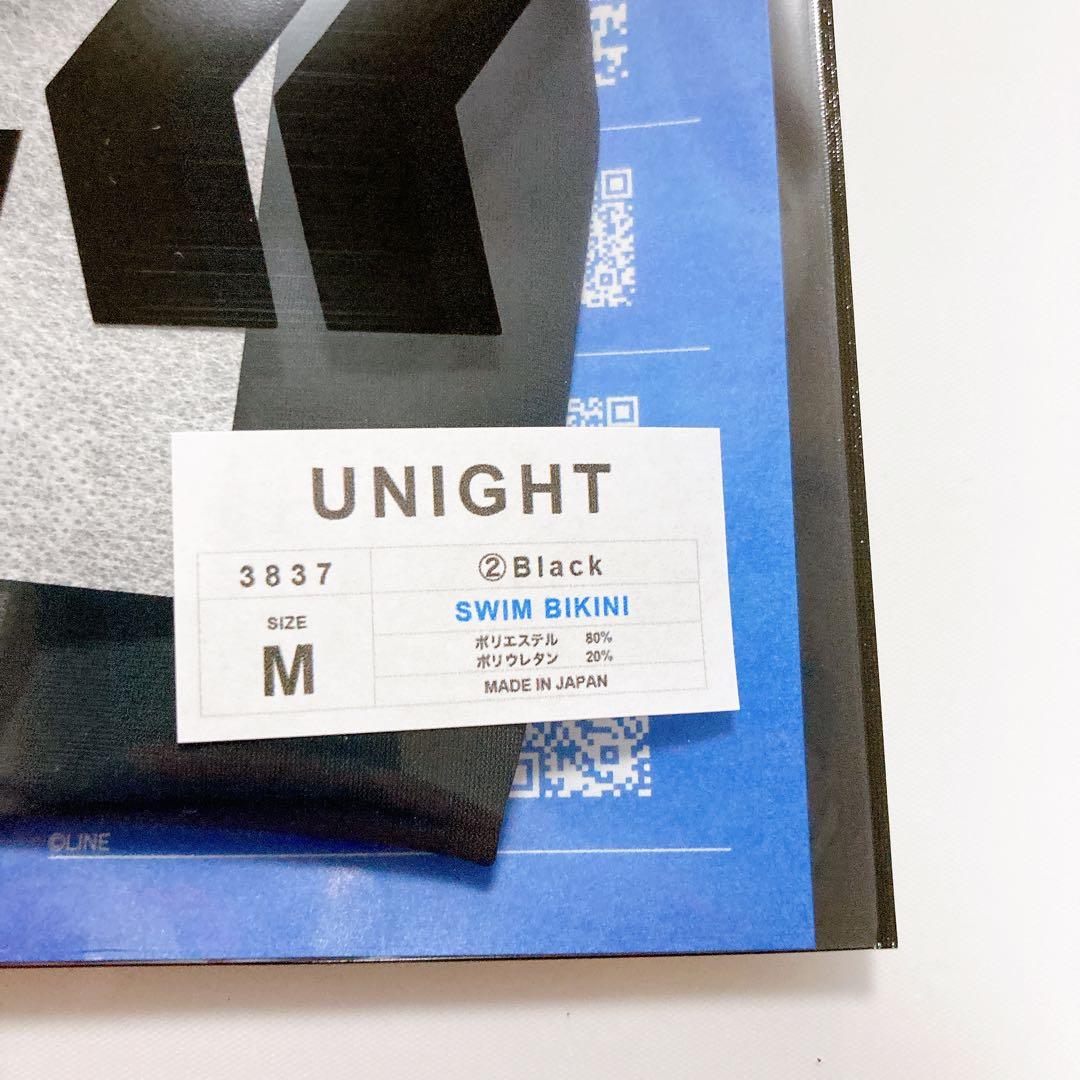 UNIGHT
3837
②Black
SIZE
M
SWIM BIKINI
ポリエステル 80%
ポリウレタン 20%
MADE IN JAPAN
©LINE